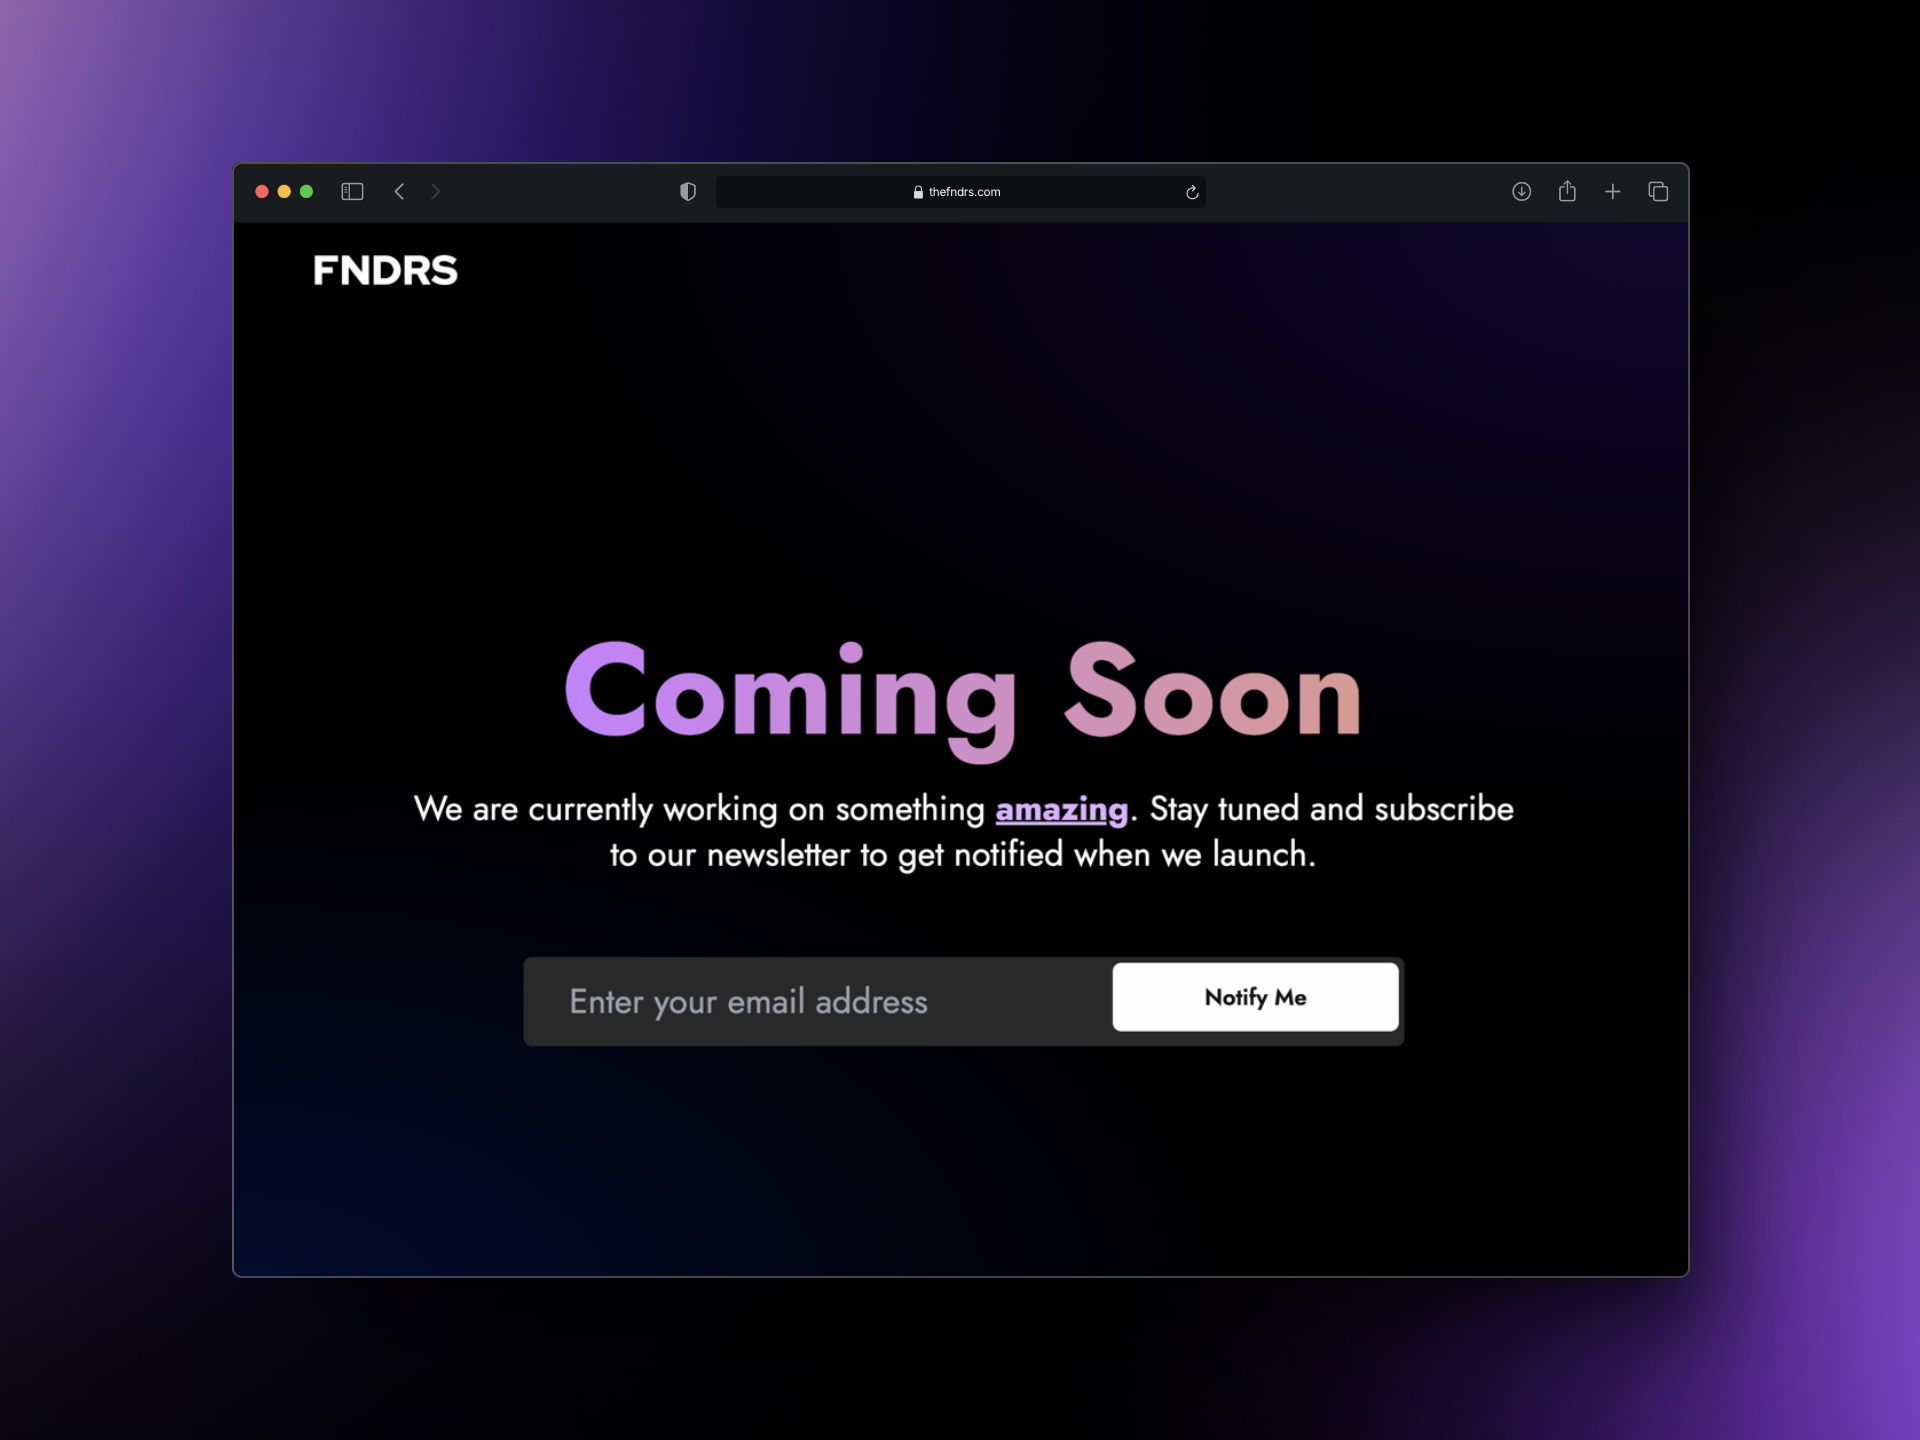 thefndrs.com
FNDRS
Coming Soon
We are currently working on something amazing. Stay tuned and subscribe
to our newsletter to get notified when we launch.
Enter your email address
Notify Me